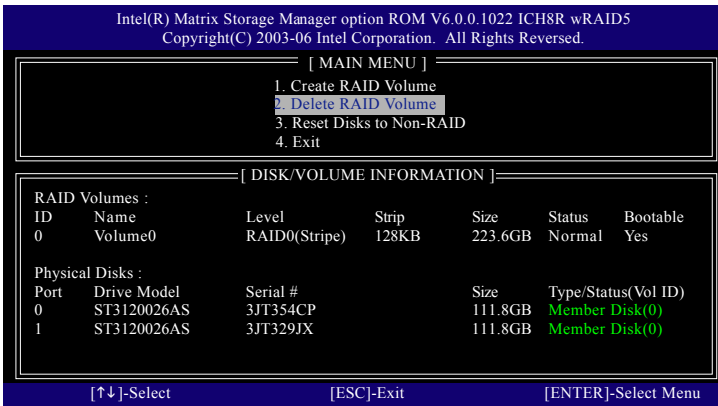 Intel(R) Matrix Storage Manager option ROM V6.0.0.1022 ICH8R wRAID5
Copyright(C) 2003-06 Intel Corporation. All Rights Reversed.
[ MAIN MENU ]
1. Create RAID Volume
2. Delete RAID Volume
3. Reset Disks to Non-RAID
4. Exit
[ DISK/VOLUME INFORMATION ]
RAID Volumes :
ID Name Level Strip Size Status Bootable
0 Volume0 RAID0(Stripe) 128KB 223.6GB Normal Yes
Physical Disks :
Port Drive Model Serial # Size Type/Status(Vol ID)
0 ST3120026AS 3JT354CP 111.8GB Member Disk(0)
1 ST3120026AS 3JT329JX 111.8GB Member Disk(0)
[↑↓]-Select [ESC]-Exit [ENTER]-Select Menu